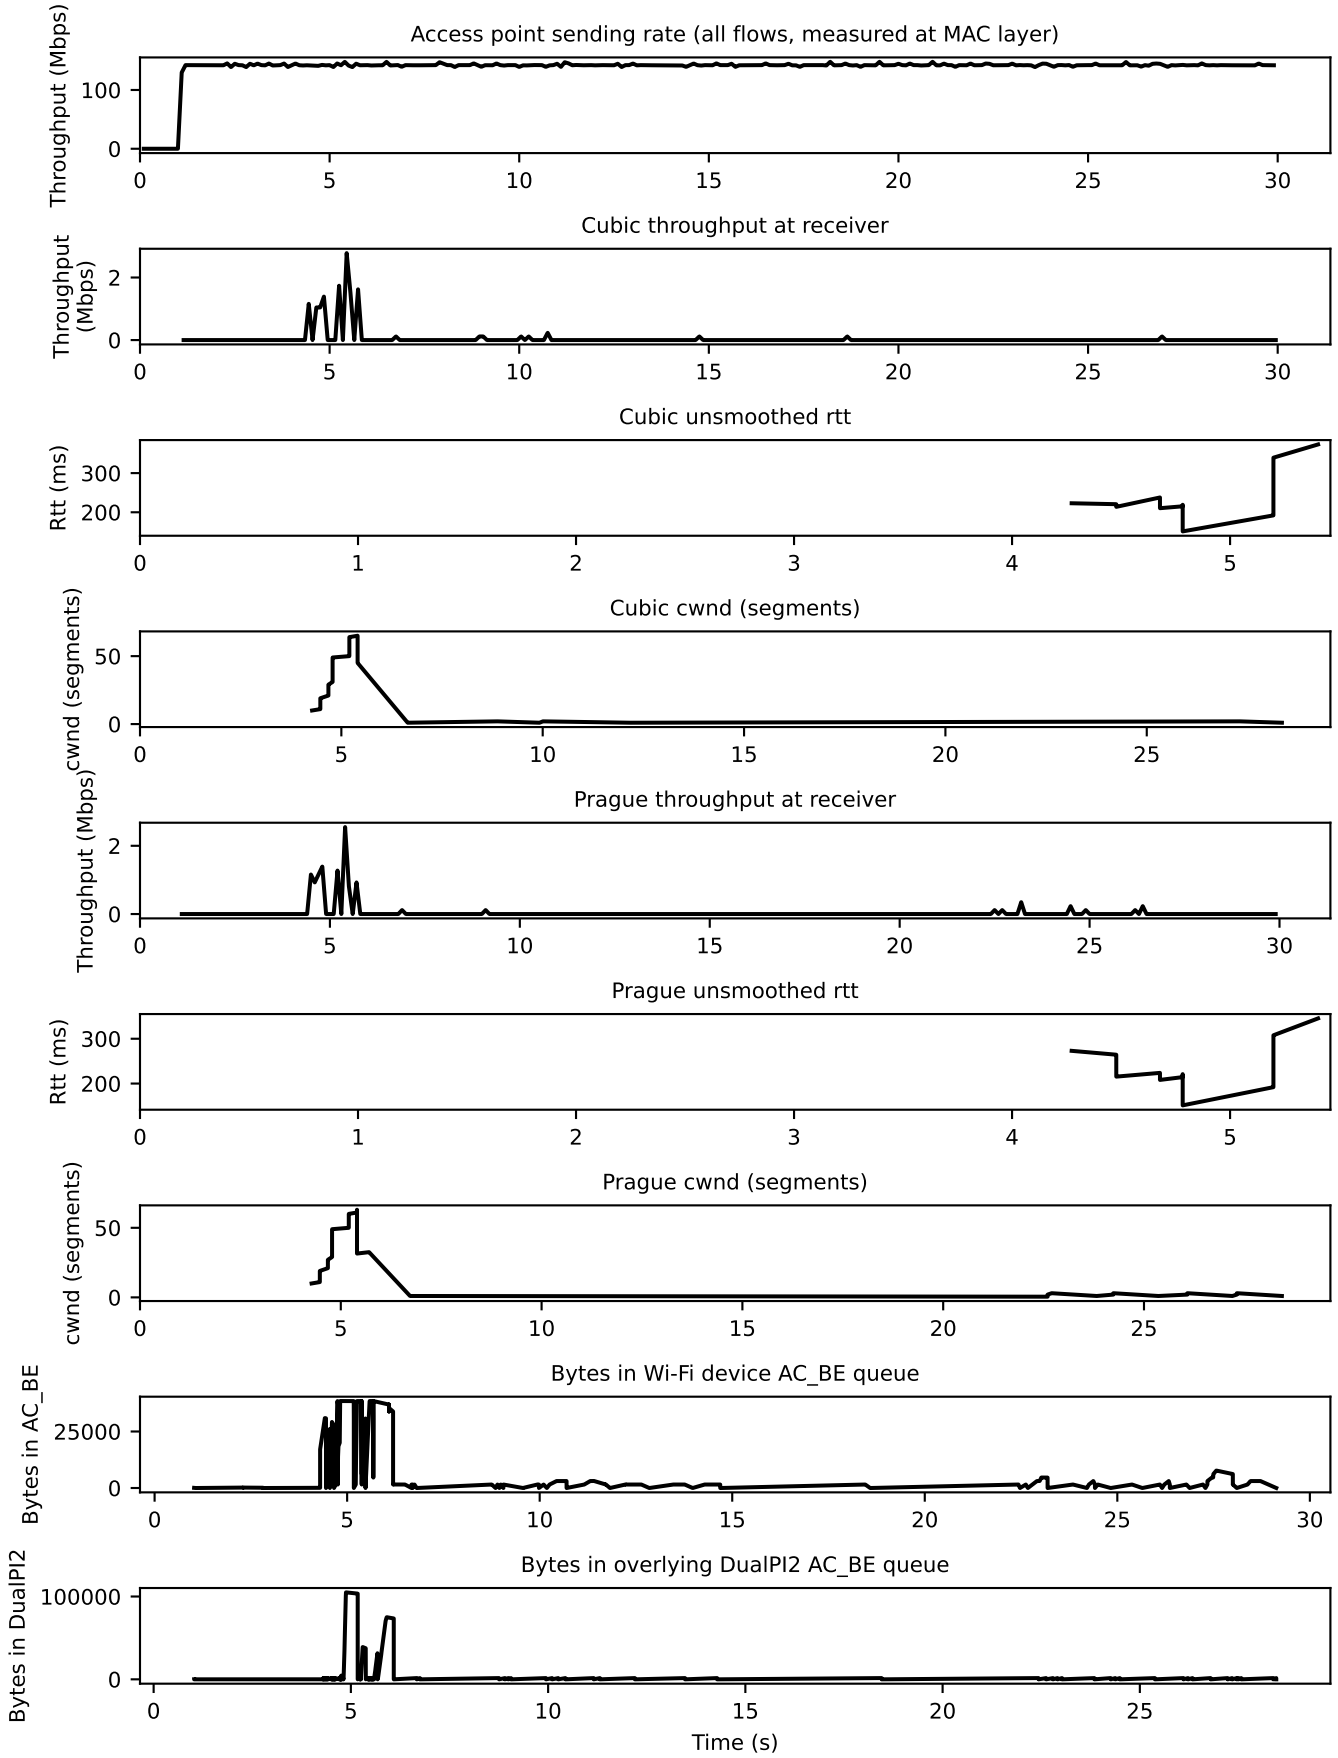 Access point sending rate (all flows, measured at MAC layer)
Throughput (Mbps)
100
0
0 5 10 15 20 25 30
Cubic throughput at receiver
Throughput
(Mbps)
2
0
0 5 10 15 20 25 30
Cubic unsmoothed rtt
Rtt (ms)
300
200
0 1 2 3 4 5
Cubic cwnd (segments)
cwnd (segments)
50
0
0 5 10 15 20 25
Prague throughput at receiver
Throughput (Mbps)
2
0
0 5 10 15 20 25 30
Prague unsmoothed rtt
Rtt (ms)
300
200
0 1 2 3 4 5
Prague cwnd (segments)
cwnd (segments)
50
0
0 5 10 15 20 25
Bytes in Wi-Fi device AC_BE queue
Bytes in AC_BE
25000
0
0 5 10 15 20 25 30
Bytes in overlying DualPI2 AC_BE queue
Bytes in DualPI2
100000
0
0 5 10 15 20 25
Time (s)